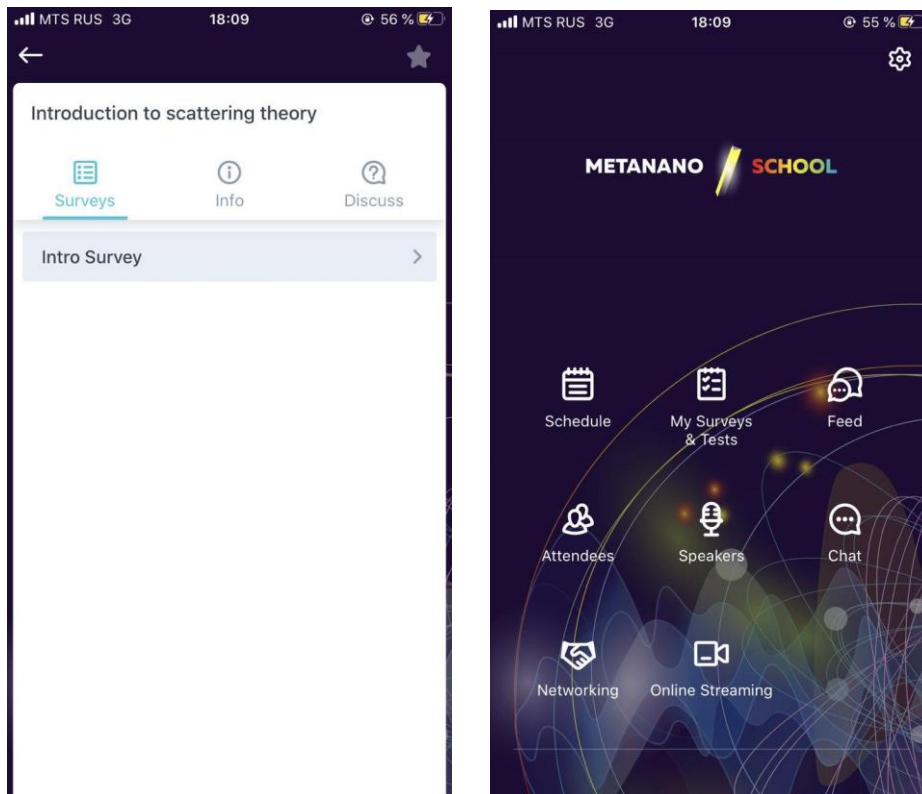 MTS RUS 3G 18:09 56 %
Introduction to scattering theory
Surveys Info Discuss
Intro Survey
MTS RUS 3G 18:09 55 %
METANANO SCHOOL
Schedule My Surveys Feed
& Tests
Attendees Speakers Chat
Networking Online Streaming